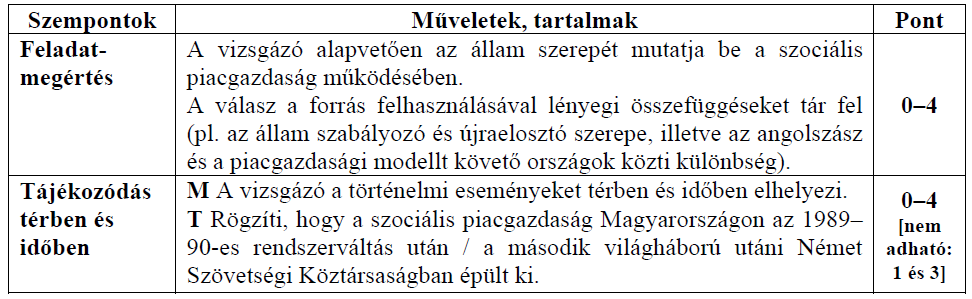 Szempontok Műveletek, tartalmak Pont
Feladat-
megértés
A vizsgázó alapvetően az állam szerepét mutatja be a szociális
piacgazdaság működésében.
A válasz a forrás felhasználásával lényegi összefüggéseket tár fel
(pl. az állam szabályozó és újraelosztó szerepe, illetve az angolszász
és a piacgazdasági modellt követő országok közti különbség).
0–4
Tájékozódás
térben és
időben
M A vizsgázó a történelmi eseményeket térben és időben elhelyezi.
T Rögzíti, hogy a szociális piacgazdaság Magyarországon az 1989–
90-es rendszerváltás után / a második világháború utáni Német
Szövetségi Köztársaságban épült ki.
0–4
[nem
adható:
1 és 3]